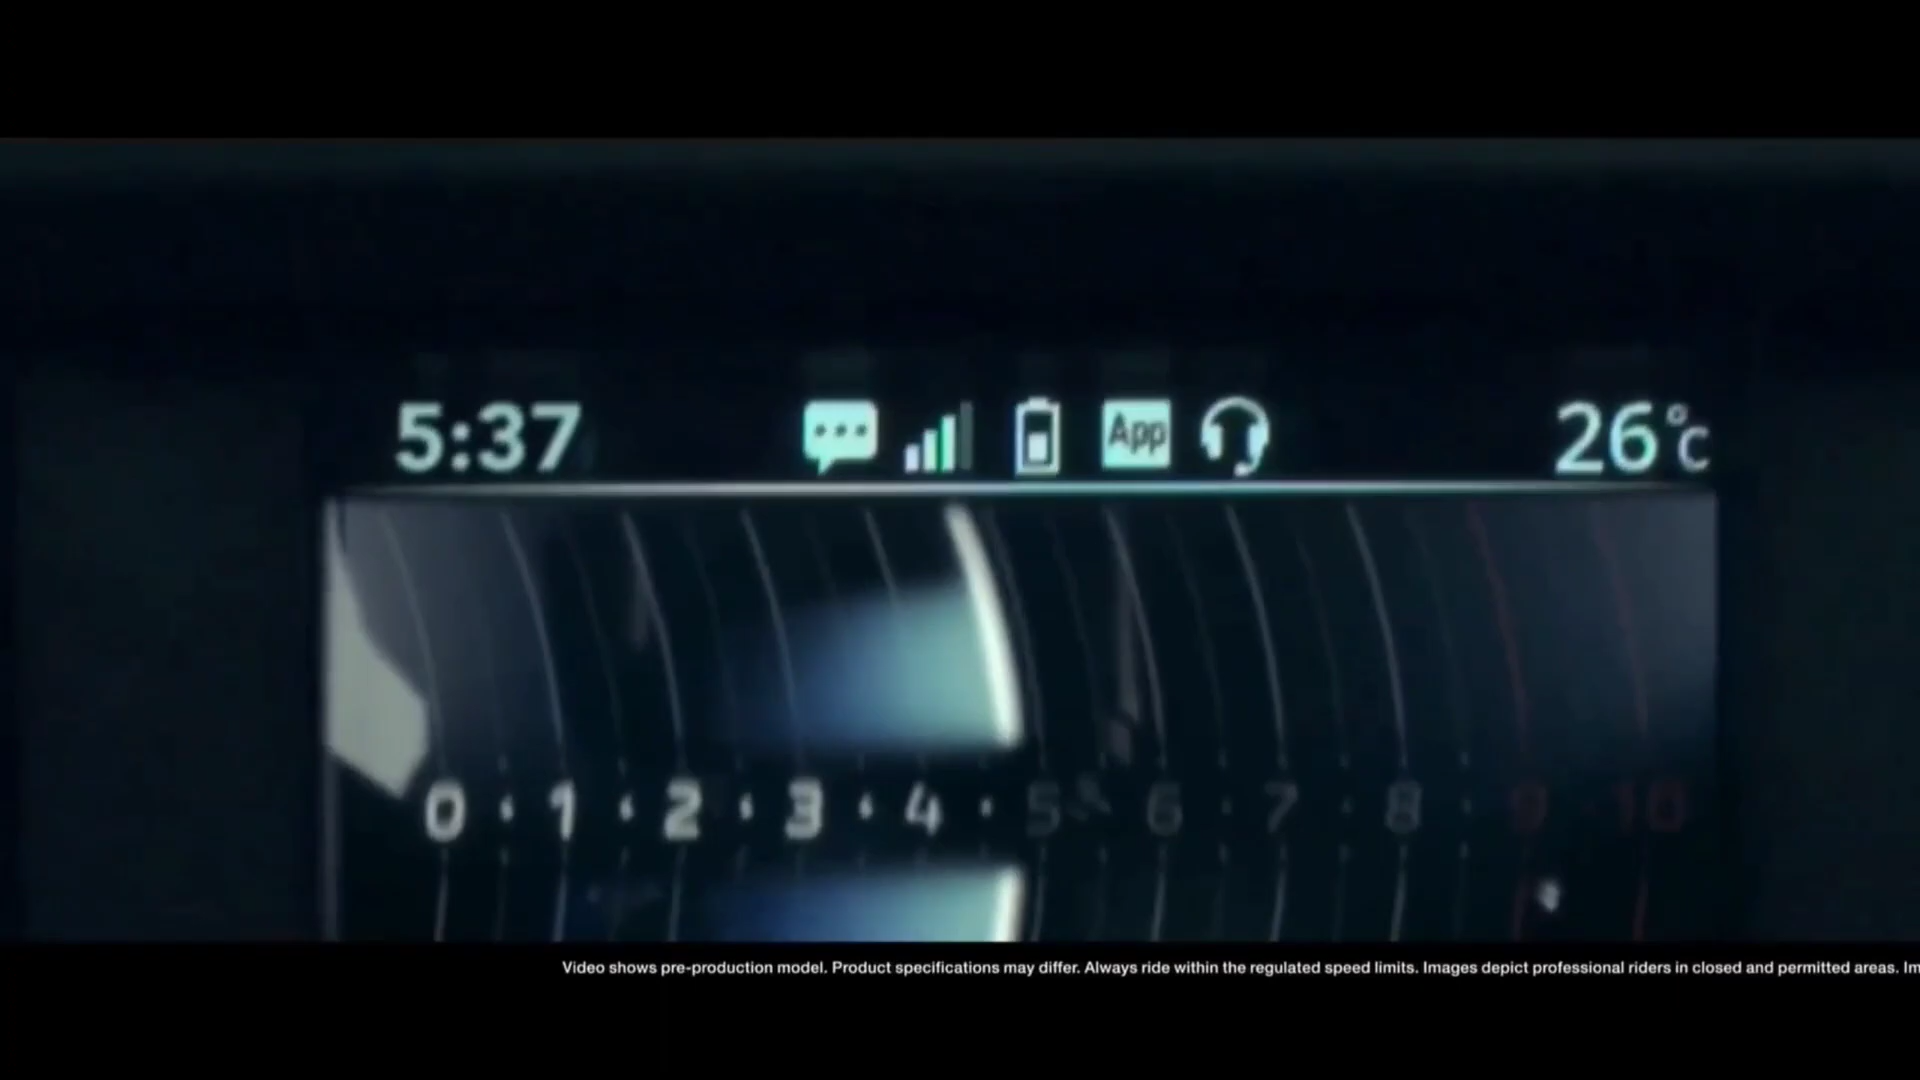 5:37 App 26°C
0 1 2 3 4 5 6 7 8 9 10
Video shows pre-production model. Product specifications may differ. Always ride within the regulated speed limits. Images depict professional riders in closed and permitted areas. Im